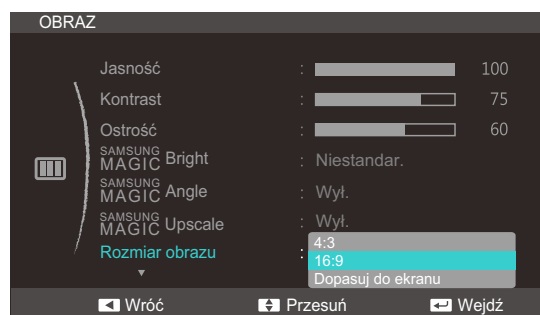 OBRAZ
Jasność : 100
Kontrast : 75
Ostrość : 60
SAMSUNG MAGIC Bright : Niestandar.
SAMSUNG MAGIC Angle : Wył.
SAMSUNG MAGIC Upscale : Wył.
Rozmiar obrazu :
4:3
16:9
Dopasuj do ekranu
Wróć Przesuń Wejdź